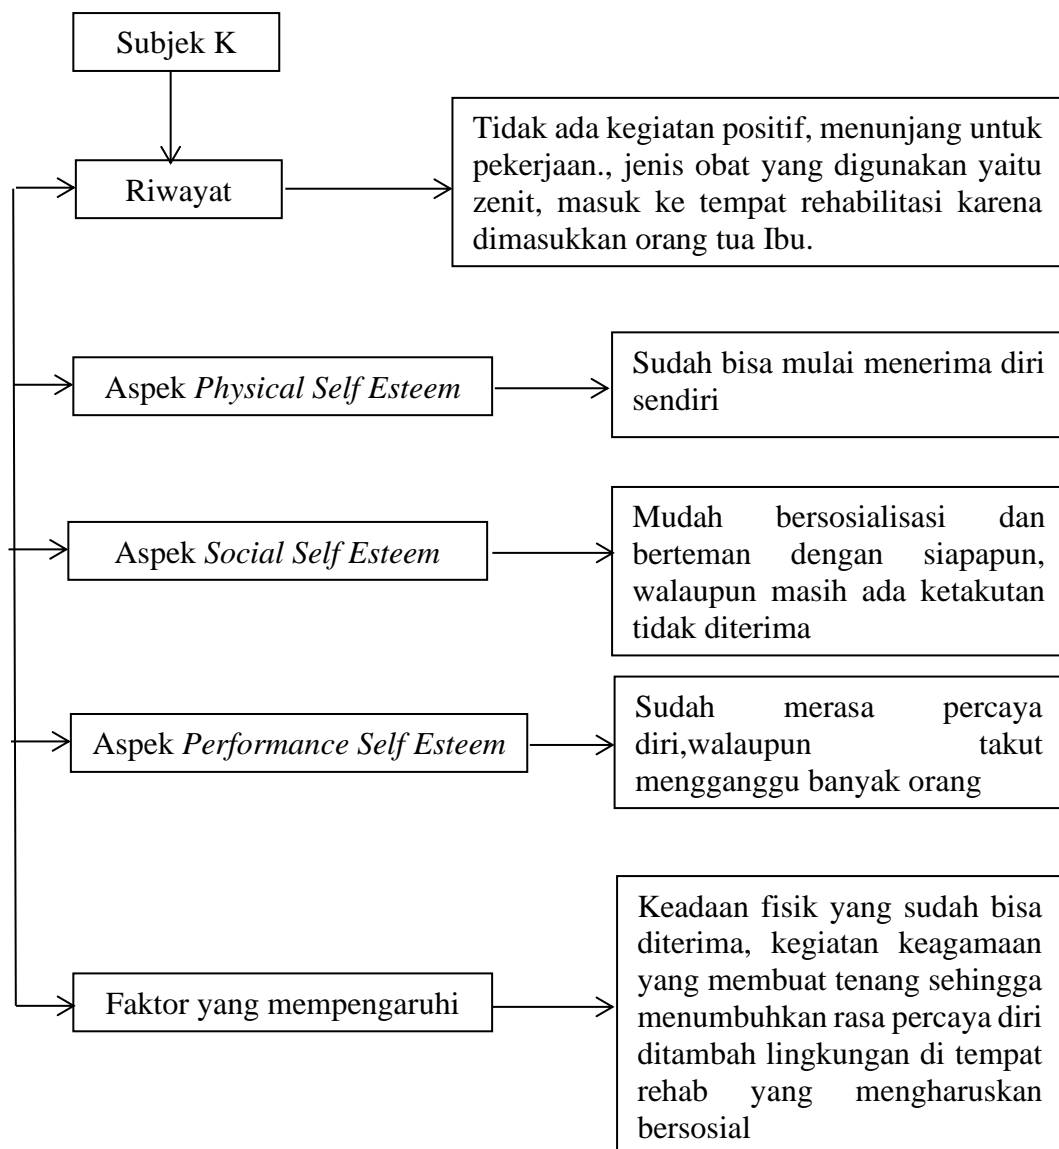 Subjek K
Tidak ada kegiatan positif, menunjang untuk
pekerjaan., jenis obat yang digunakan yaitu
zenit, masuk ke tempat rehabilitasi karena
dimasukkan orang tua Ibu.
Riwayat
Aspek Physical Self Esteem
Sudah bisa mulai menerima diri
sendiri
Aspek Social Self Esteem
Mudah bersosialisasi dan
berteman dengan siapapun,
walaupun masih ada ketakutan
tidak diterima
Aspek Performance Self Esteem
Sudah merasa percaya
diri,walaupun takut
mengganggu banyak orang
Faktor yang mempengaruhi
Keadaan fisik yang sudah bisa
diterima, kegiatan keagamaan
yang membuat tenang sehingga
menumbuhkan rasa percaya diri
ditambah lingkungan di tempat
rehab yang mengharuskan
bersosial